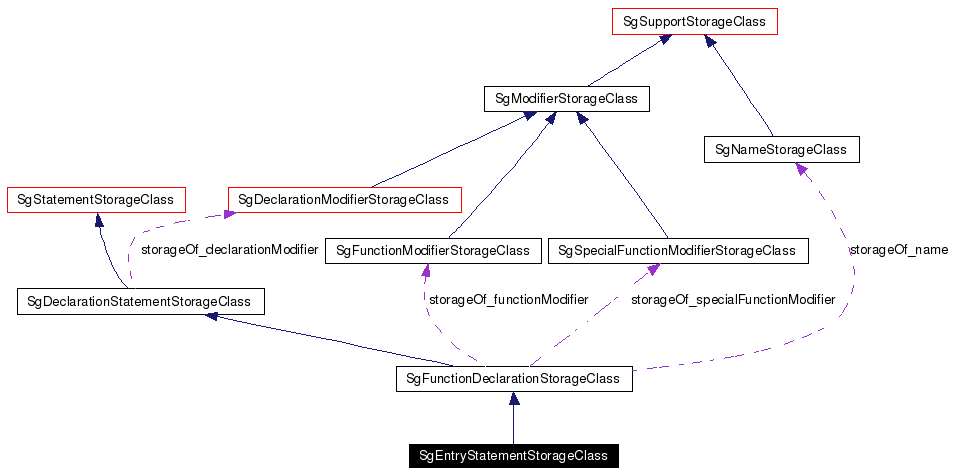 SgSupportStorageClass
SgModifierStorageClass
SgNameStorageClass
SgStatementStorageClass
SgDeclarationModifierStorageClass
storageOf_declarationModifier
SgFunctionModifierStorageClass
SgSpecialFunctionModifierStorageClass
storageOf_name
SgDeclarationStatementStorageClass
storageOf_functionModifier
storageOf_specialFunctionModifier
SgFunctionDeclarationStorageClass
SgEntryStatementStorageClass